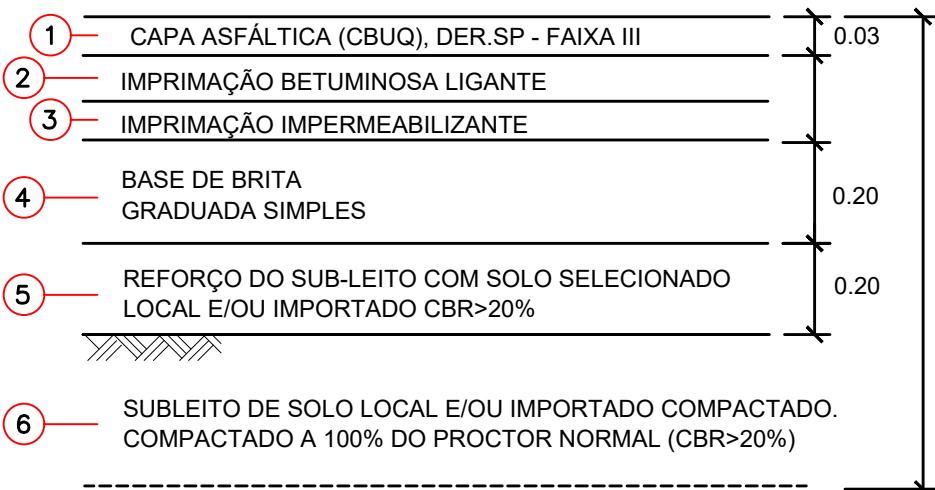 1 CAPA ASFÁLTICA (CBUQ), DER.SP - FAIXA III 0.03
2 IMPRIMAÇÃO BETUMINOSA LIGANTE
3 IMPRIMAÇÃO IMPERMEABILIZANTE
4 BASE DE BRITA
GRADUADA SIMPLES 0.20
5 REFORÇO DO SUB-LEITO COM SOLO SELECIONADO
LOCAL E/OU IMPORTADO CBR>20% 0.20
6 SUBLEITO DE SOLO LOCAL E/OU IMPORTADO COMPACTADO.
COMPACTADO A 100% DO PROCTOR NORMAL (CBR>20%)